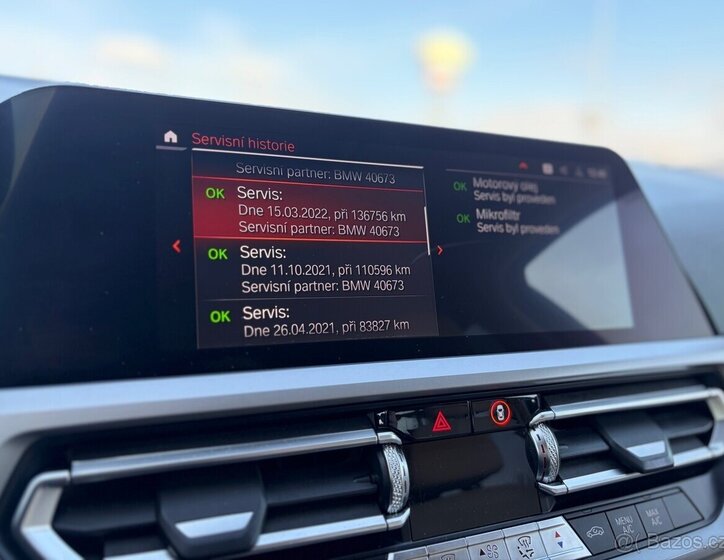 Servisní historie
Servisní partner: BMW 40673
OK Servis:
Dne 15.03.2022, při 136756 km
Servisní partner: BMW 40673
OK Servis:
Dne 11.10.2021, při 110596 km
Servisní partner: BMW 40673
OK Servis:
Dne 26.04.2021, při 83827 km
OK Motorový olej
Servis byl proveden
OK Mikrofiltr
Servis byl proveden
MENU
A/C
MAX
A/C
@ Bazos.cz